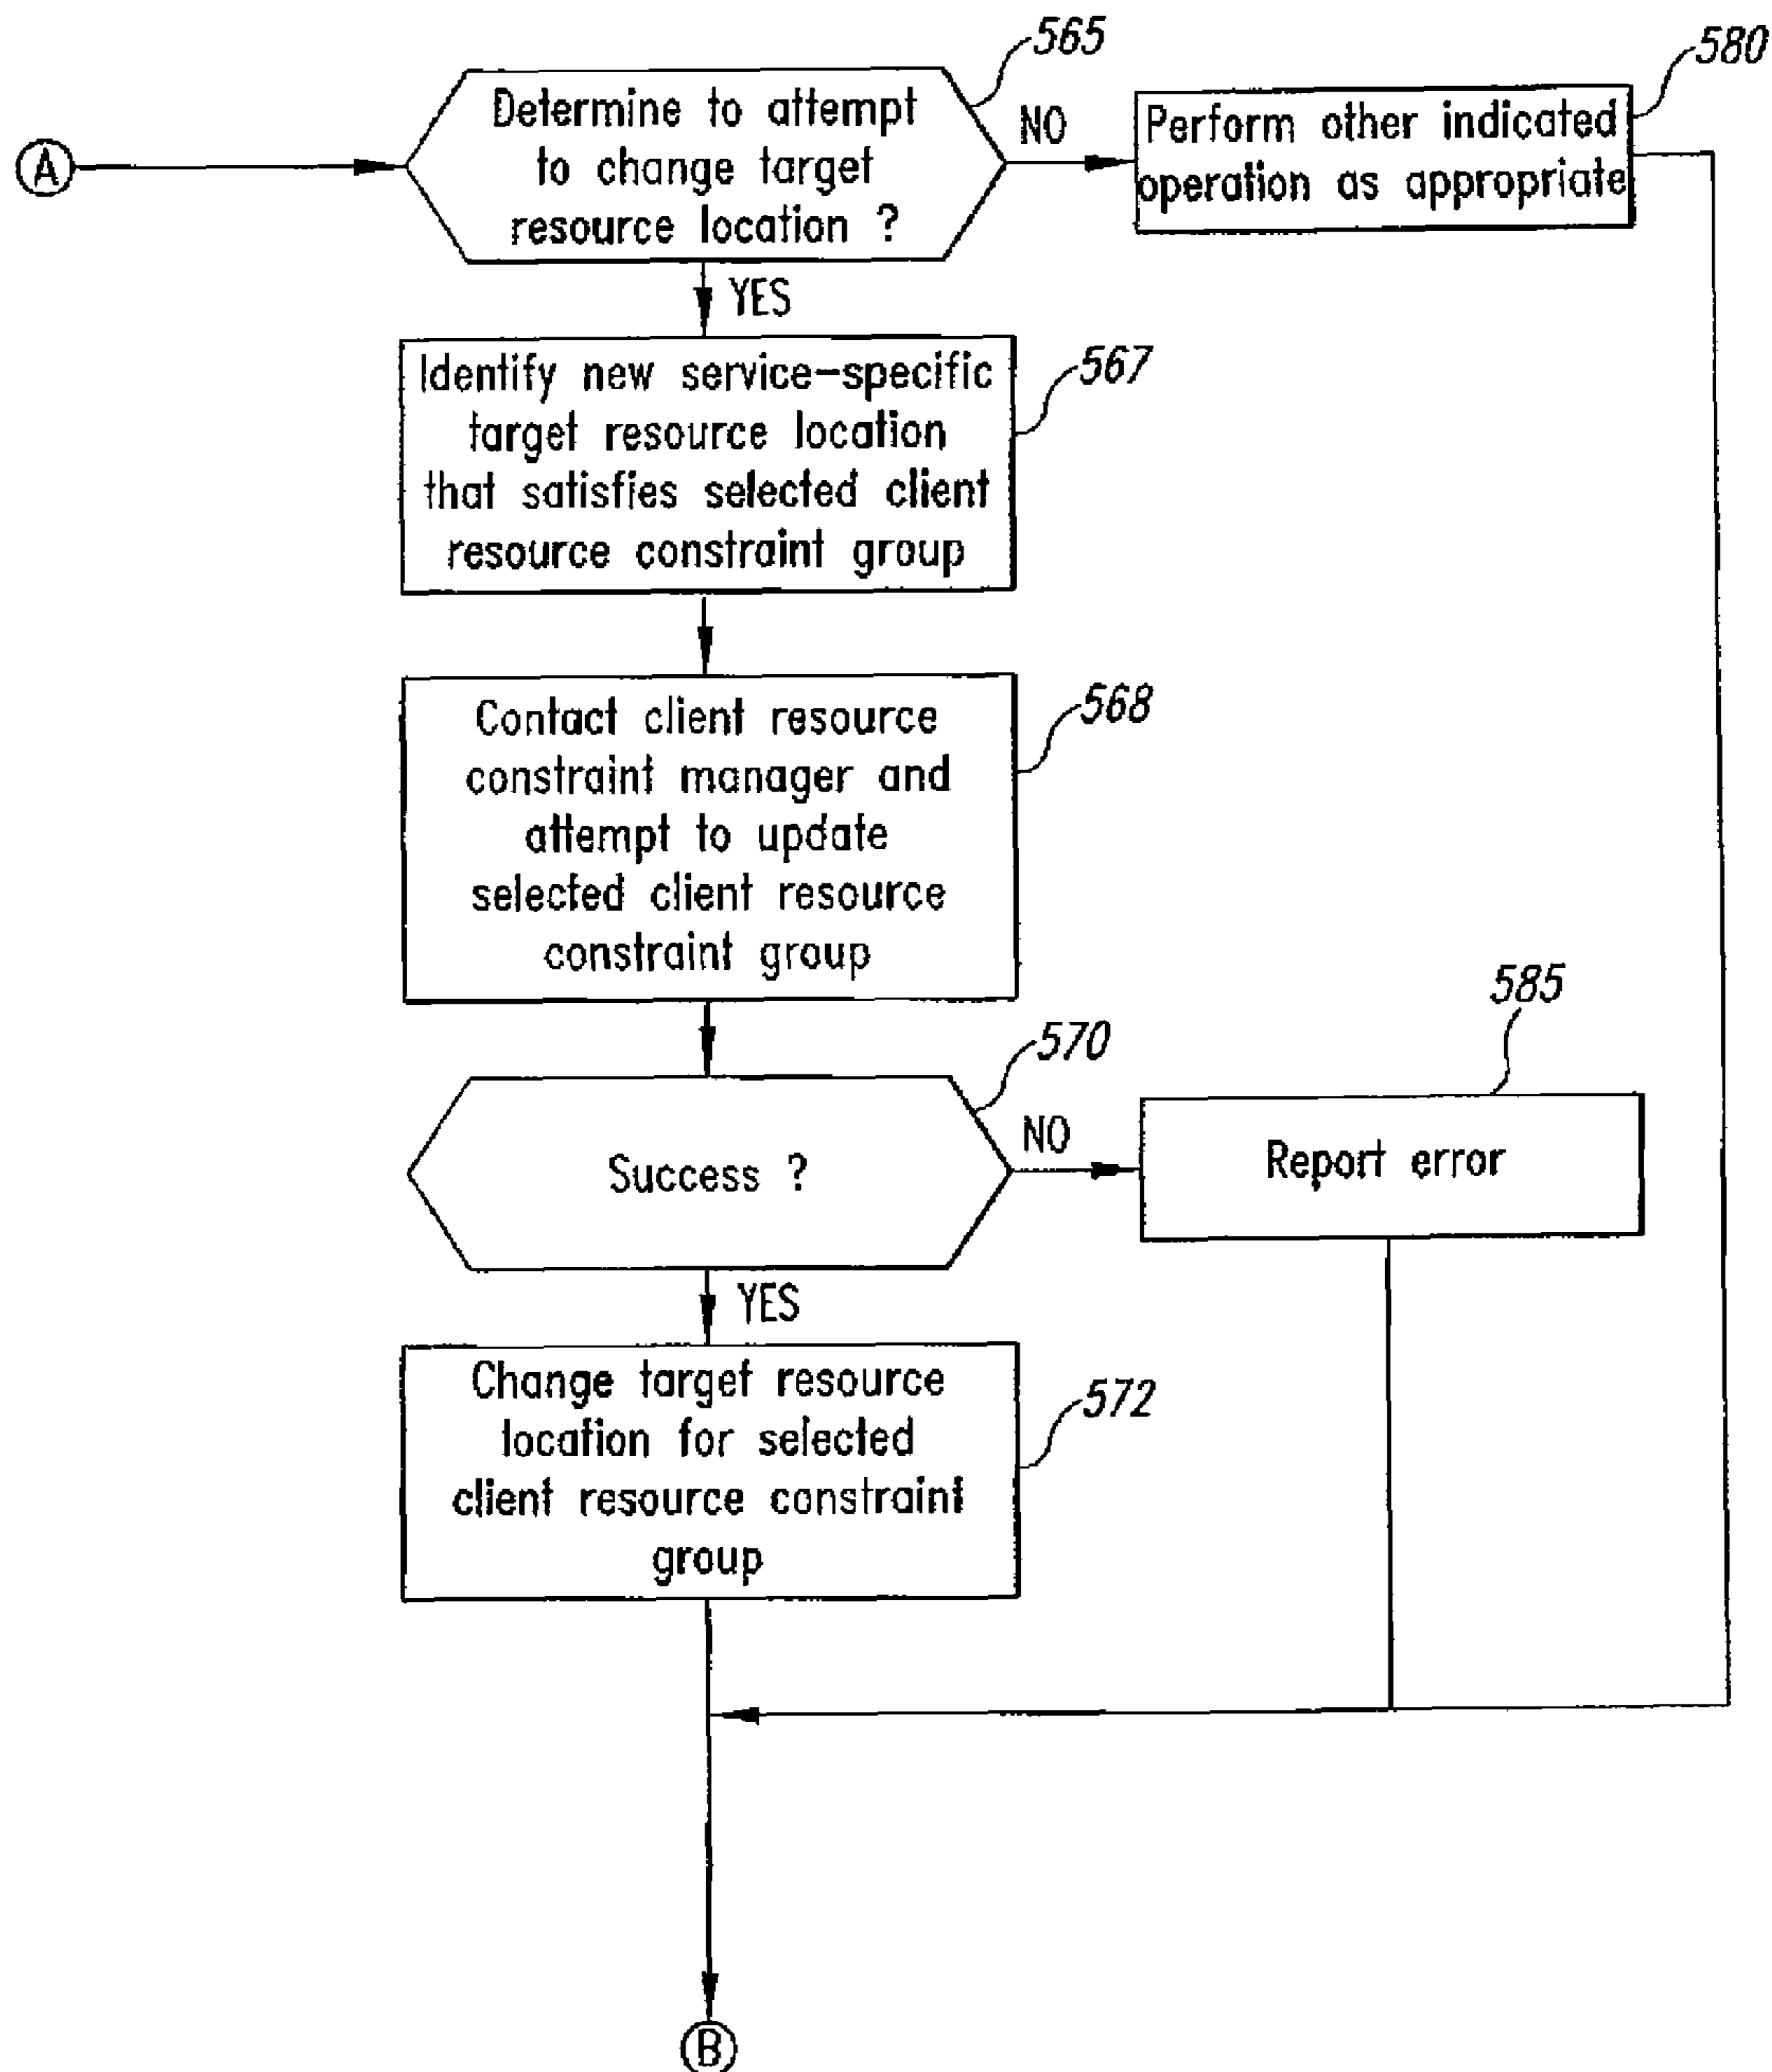 565
580
A
Determine to attempt
to change target
resource location ?
NO
Perform other indicated
operation as appropriate
YES
567
Identify new service-specific
target resource location
that satisfies selected client
resource constraint group
568
Contact client resource
constraint manager and
attempt to update
selected client resource
constraint group
570
585
Success ?
NO
Report error
YES
572
Change target resource
location for selected
client resource constraint
group
B